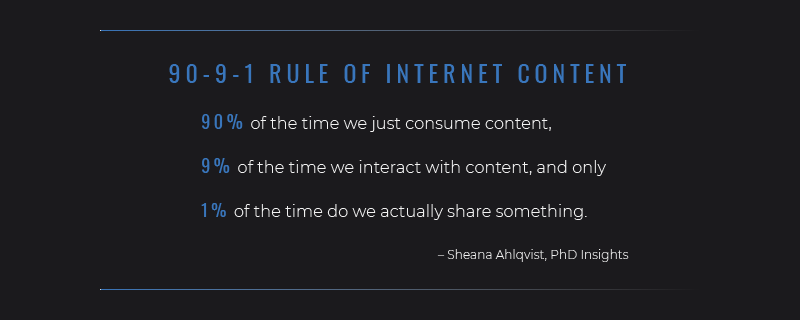 90-9-1 RULE OF INTERNET CONTENT
90% of the time we just consume content,
9% of the time we interact with content, and only
1% of the time do we actually share something.
– Sheana Ahlqvist, PhD Insights